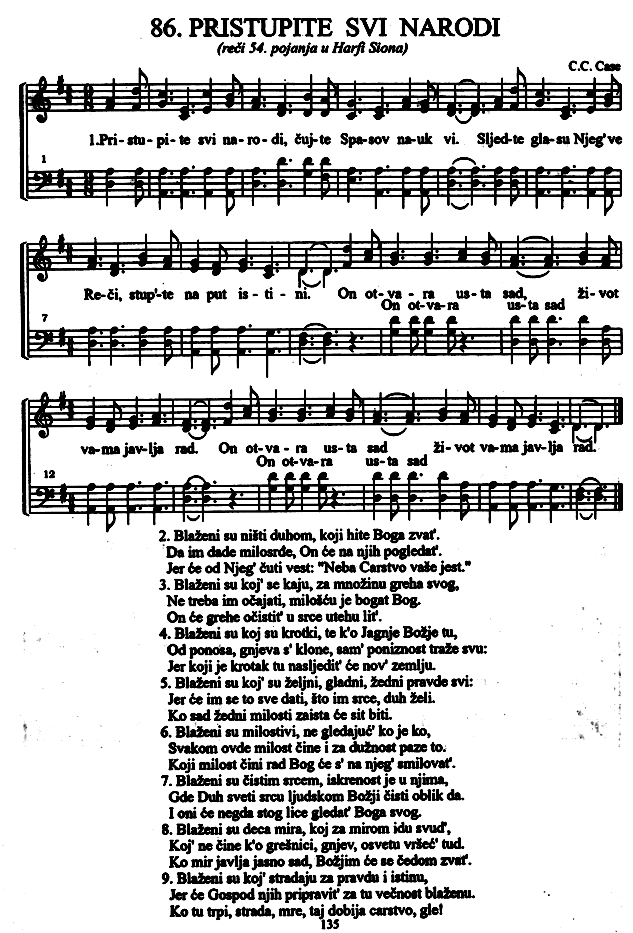 86. PRISTUPITE SVI NARODI
(reči 54. pojanja u Harfi Siona)
C.C. Case
1.Pri- stu- pi- te svi na- ro- di, čuj- te Spa- sov na- uk vi. Sljed- te gla- su Njeg've
1
Re- či, stup'- te na put is - ti - ni. On ot- va - ra us - ta sad, ži- vot
On ot- va- ra us- ta sad
7
va- ma jav- lja rad. On ot- va - ra us- ta sad ži- vot va- ma jav- lja rad.
On ot- va- ra us- ta sad
12
2. Blaženi su ništi duhom, koji hite Boga zvat'.
Da im dade milosrđe, On će na njih pogledat'.
Jer će od Njeg' čuti vest: "Neba Carstvo vaše jest."
3. Blaženi su koj' se kaju, za množinu greha svog,
Ne treba im očajati, milošću je bogat Bog.
On će grehe očistit' u srce utehu lit'.
4. Blaženi su koj su krotki, te k'o Jagnje Božje tu,
Od ponosa, gnjeva s' klone, sam' poniznost traže svu:
Jer koji je krotak tu nasljedit' će nov' zemlju.
5. Blaženi su koj' su željni, gladni, žedni pravde svi:
Jer će im se to sve dati, što im srce, duh želi.
Ko sad žedni milosti zaista će sit biti.
6. Blaženi su milostivi, ne gledajuć' ko je ko,
Svakom ovde milost čine i za dužnost paze to.
Koji milost čini rad Bog će s' na njeg' smilovat'.
7. Blaženi su čistim srcem, iskrenost je u njima,
Gde Duh sveti srcu ljudskom Božji čisti oblik da.
I oni će negda stog lice gledat' Boga svog.
8. Blaženi su deca mira, koj za mirom idu svud',
Koj' ne čine k'o grešnici, gnjev, osvetu vršeć' tud.
Ko mir javlja jasno sad, Božjim će se čedom zvat'.
9. Blaženi su koj' stradaju za pravdu i istinu,
Jer će Gospod njih pripravit' za tu večnost blaženu.
Ko tu trpi, strada, mre, taj dobija carstvo, gle!
135